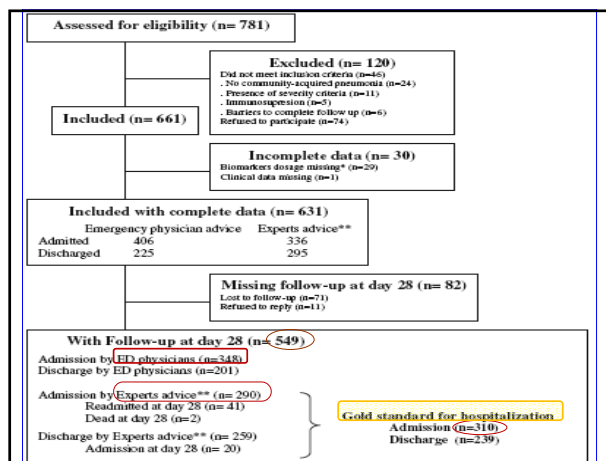 Assessed for eligibility (n= 781)
Excluded (n= 120)
Did not meet inclusion criteria (n=46)
. No community-acquired pneumonia (n=24)
. Presence of severity criteria (n=11)
. Immunosupresion (n=5)
. Barriers to complete follow up (n=6)
Refused to participate (n=74)
Included (n= 661)
Incomplete data (n= 30)
Biomarkers dosage missing* (n=29)
Clinical data missing (n=1)
Included with complete data (n= 631)
Emergency physician advice Experts advice**
Admitted 406 336
Discharged 225 295
Missing follow-up at day 28 (n= 82)
Lost to follow-up (n=71)
Refused to reply (n=11)
With Follow-up at day 28 (n= 549)
Admission by ED physicians (n=348)
Discharge by ED physicians (n=201)
Admission by Experts advice** (n= 290)
Readmitted at day 28 (n= 41)
Dead at day 28 (n=2)
Discharge by Experts advice** (n= 259)
Admission at day 28 (n= 20)
Gold standard for hospitalization
Admission (n=310)
Discharge (n=239)